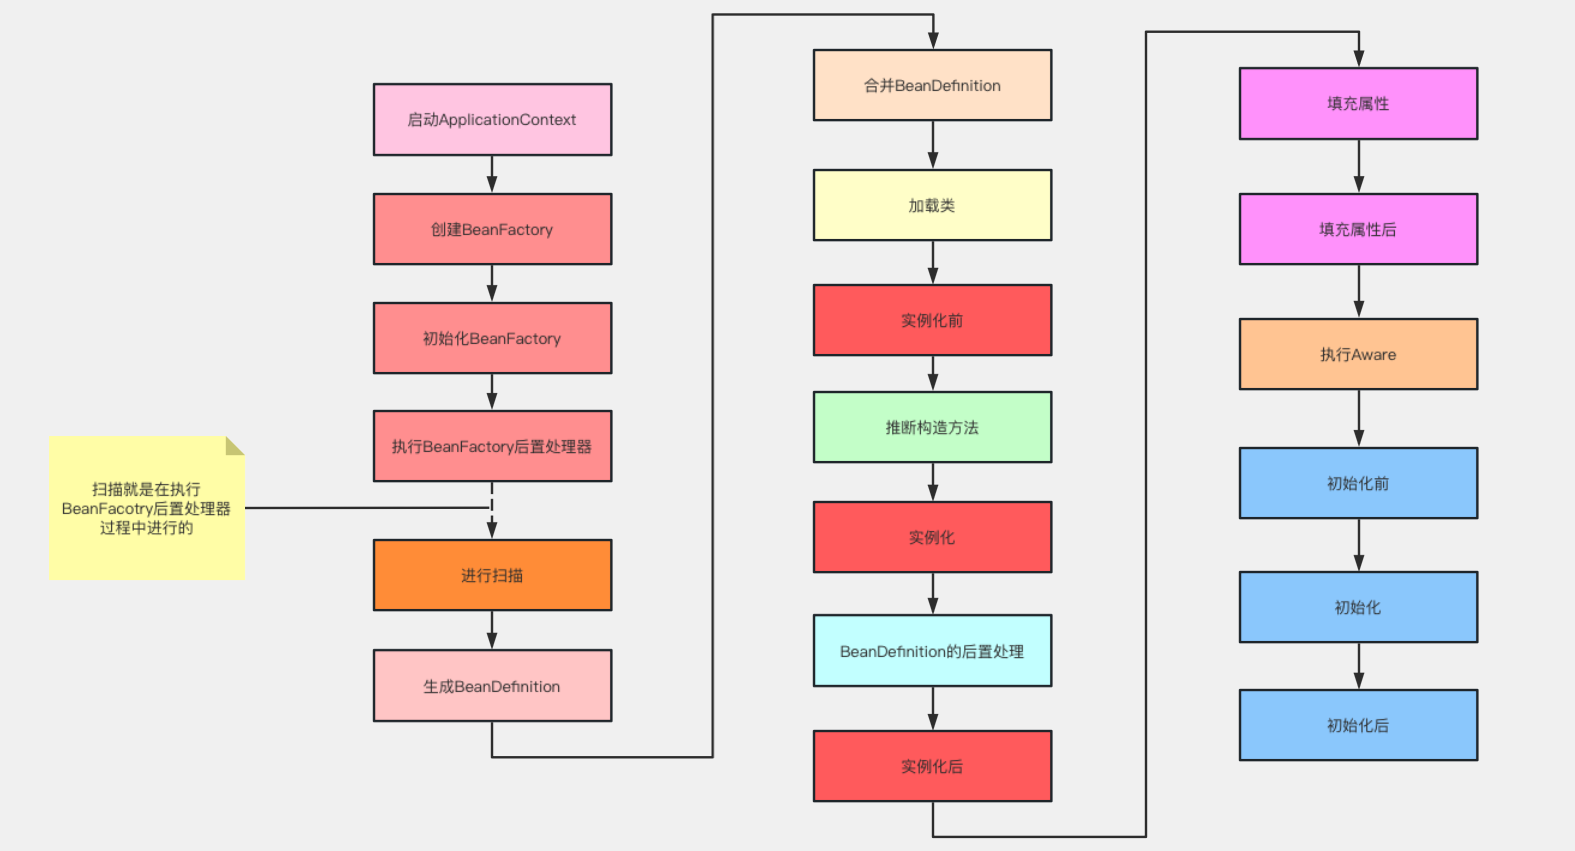 启动ApplicationContext
创建BeanFactory
初始化BeanFactory
执行BeanFactory后置处理器
扫描就是在执行
BeanFacotry后置处理器
过程中进行的
进行扫描
生成BeanDefinition
合并BeanDefinition
加载类
实例化前
推断构造方法
实例化
BeanDefinition的后置处理
实例化后
填充属性
填充属性后
执行Aware
初始化前
初始化
初始化后